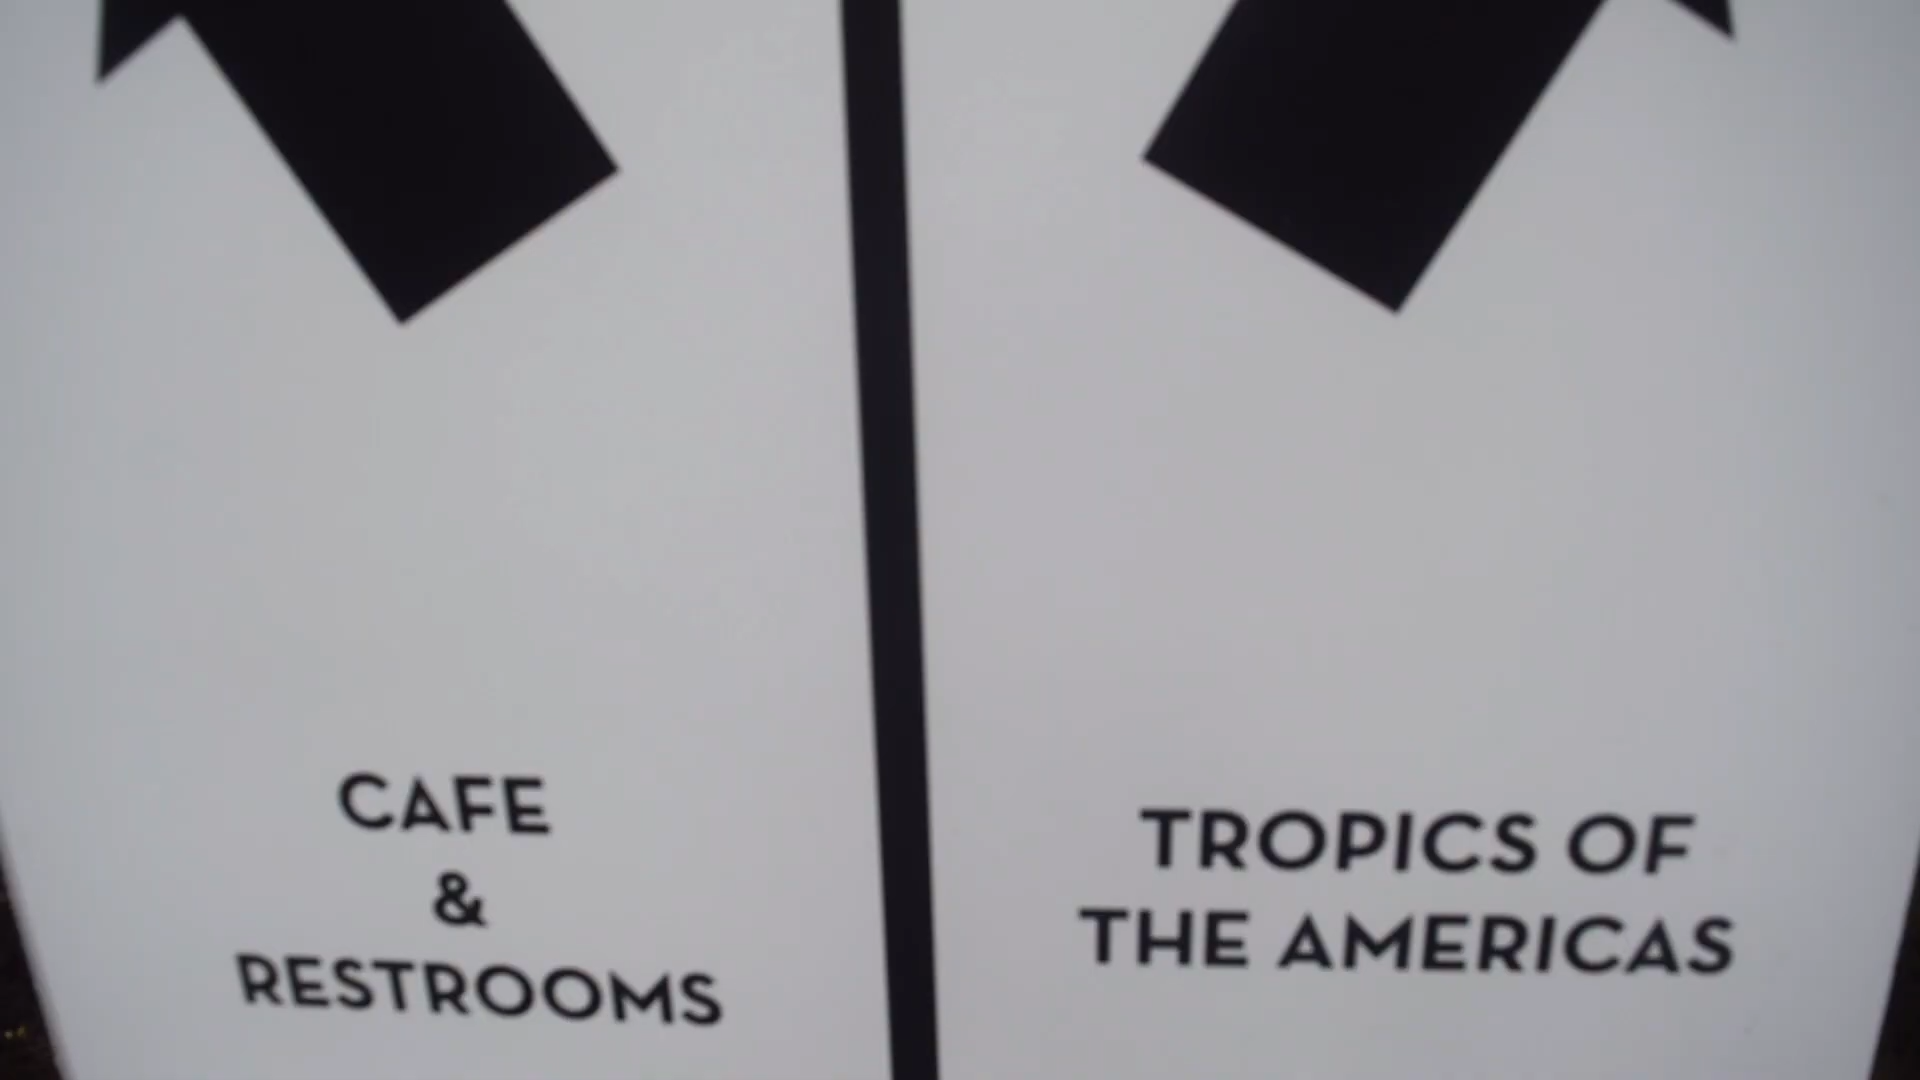 CAFE
&
RESTROOMS
TROPICS OF
THE AMERICAS